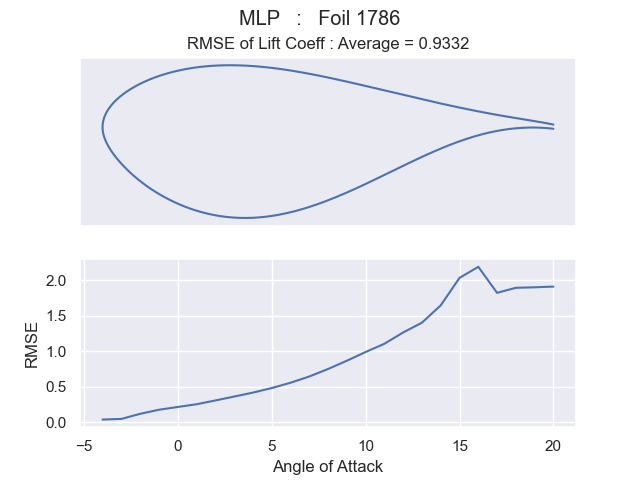 MLP   :   Foil 1786
RMSE of Lift Coeff : Average = 0.9332
2.0
1.5
1.0
0.5
0.0
RMSE
−5 0 5 10 15 20
Angle of Attack